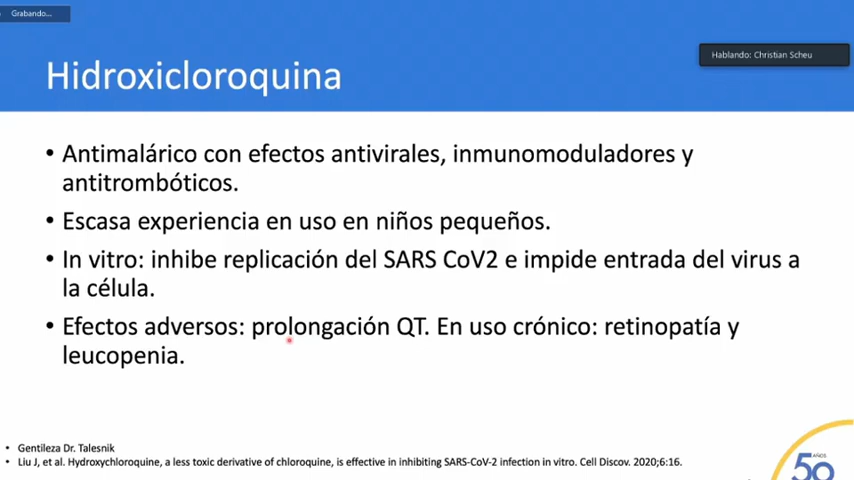 Grabando...
Hablando: Christian Scheu
Hidroxicloroquina
• Antimalárico con efectos antivirales, inmunomoduladores y
antitrombóticos.
• Escasa experiencia en uso en niños pequeños.
• In vitro: inhibe replicación del SARS CoV2 e impide entrada del virus a
la célula.
• Efectos adversos: prolongación QT. En uso crónico: retinopatía y
leucopenia.
• Gentileza Dr. Talesnik
• Liu J, et al. Hydroxychloroquine, a less toxic derivative of chloroquine, is effective in inhibiting SARS-CoV-2 infection in vitro. Cell Discov. 2020;6:16.
AÑOS
50